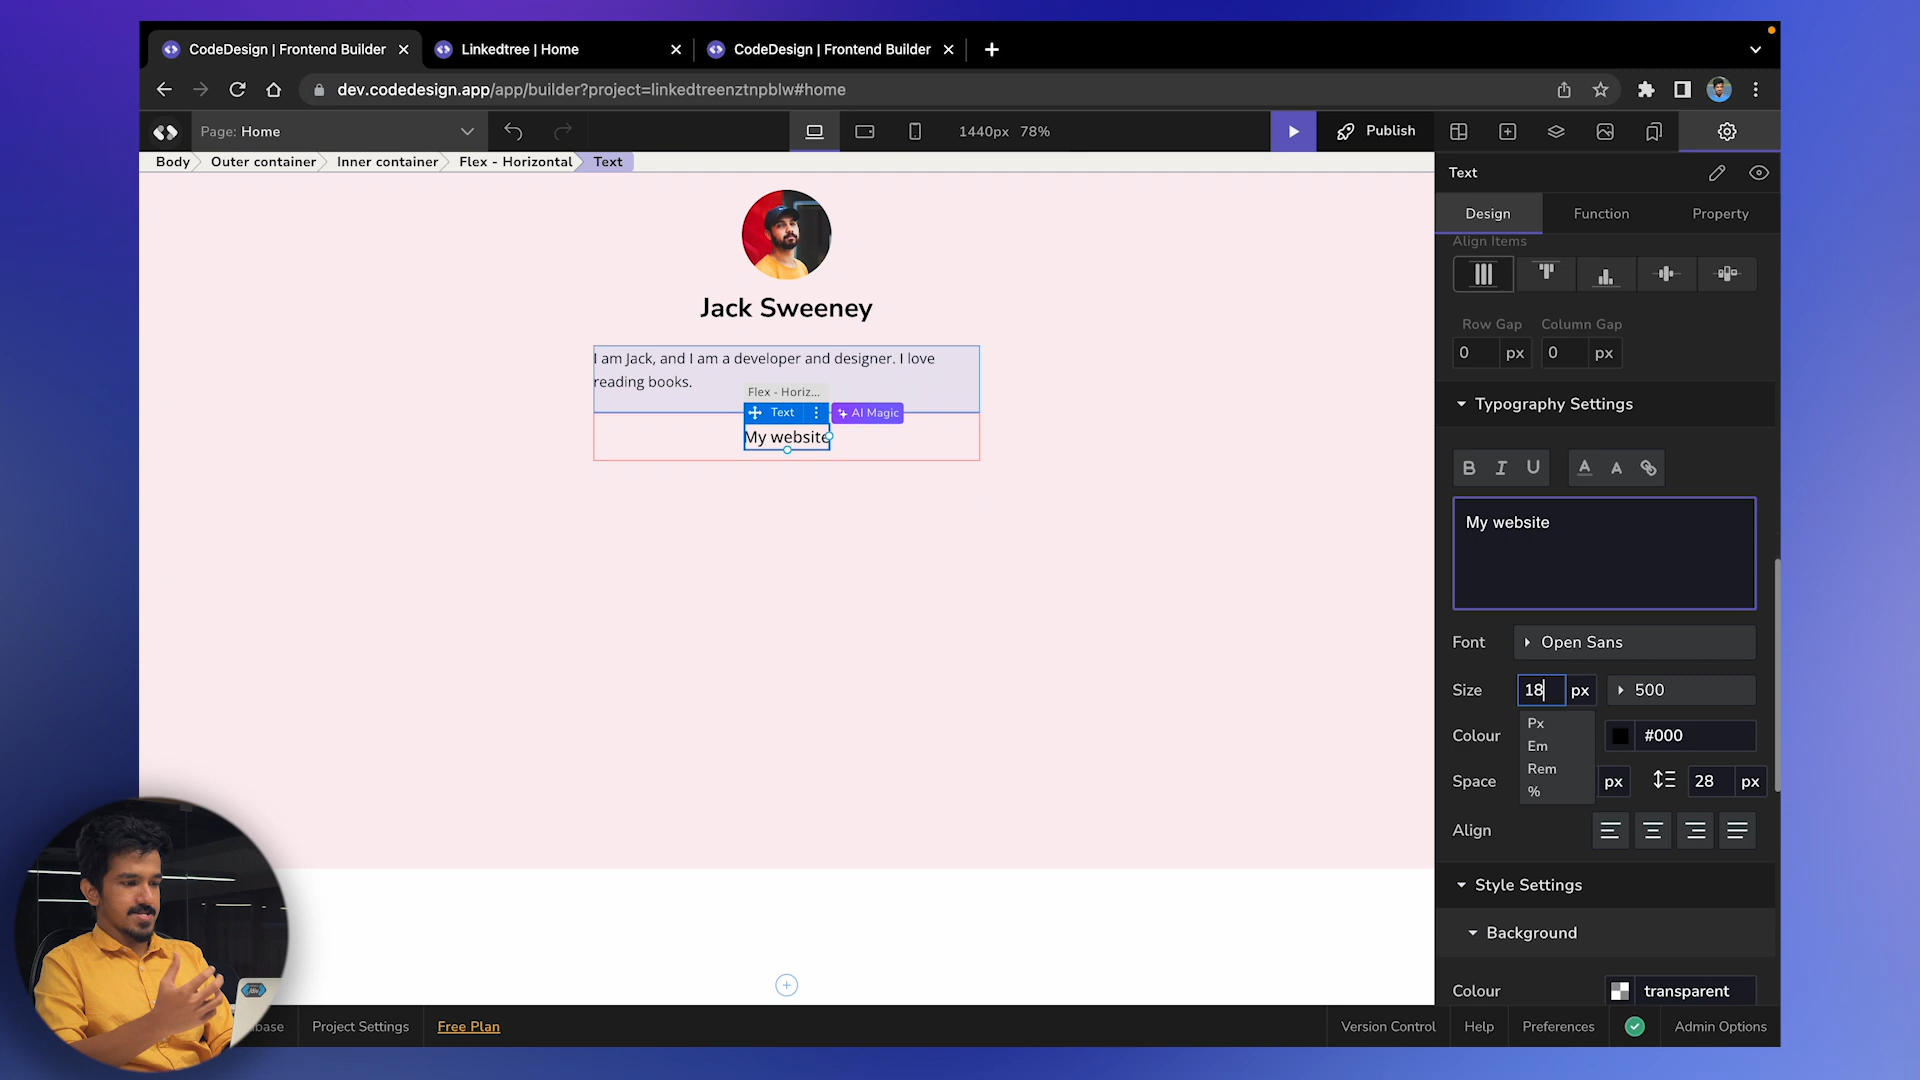 CodeDesign | Frontend Builder
Linkedtree | Home
CodeDesign | Frontend Builder
dev.codedesign.app/app/builder?project=linkedtreenztnpblw#home
Page: Home
1440px 78%
Publish
Body Outer container Inner container Flex - Horizontal Text
Text
Design Function Property
Align Items
Row Gap Column Gap
0 px 0 px
Typography Settings
B I U A A
My website
Font Open Sans
Size 18 px 500
Px
Em
Rem
%
Colour #000
Space px 28 px
Align
Style Settings
Background
Colour transparent
Jack Sweeney
I am Jack, and I am a developer and designer. I love
reading books.
Flex - Horiz...
Text AI Magic
My website
Project Settings Free Plan Version Control Help Preferences Admin Options